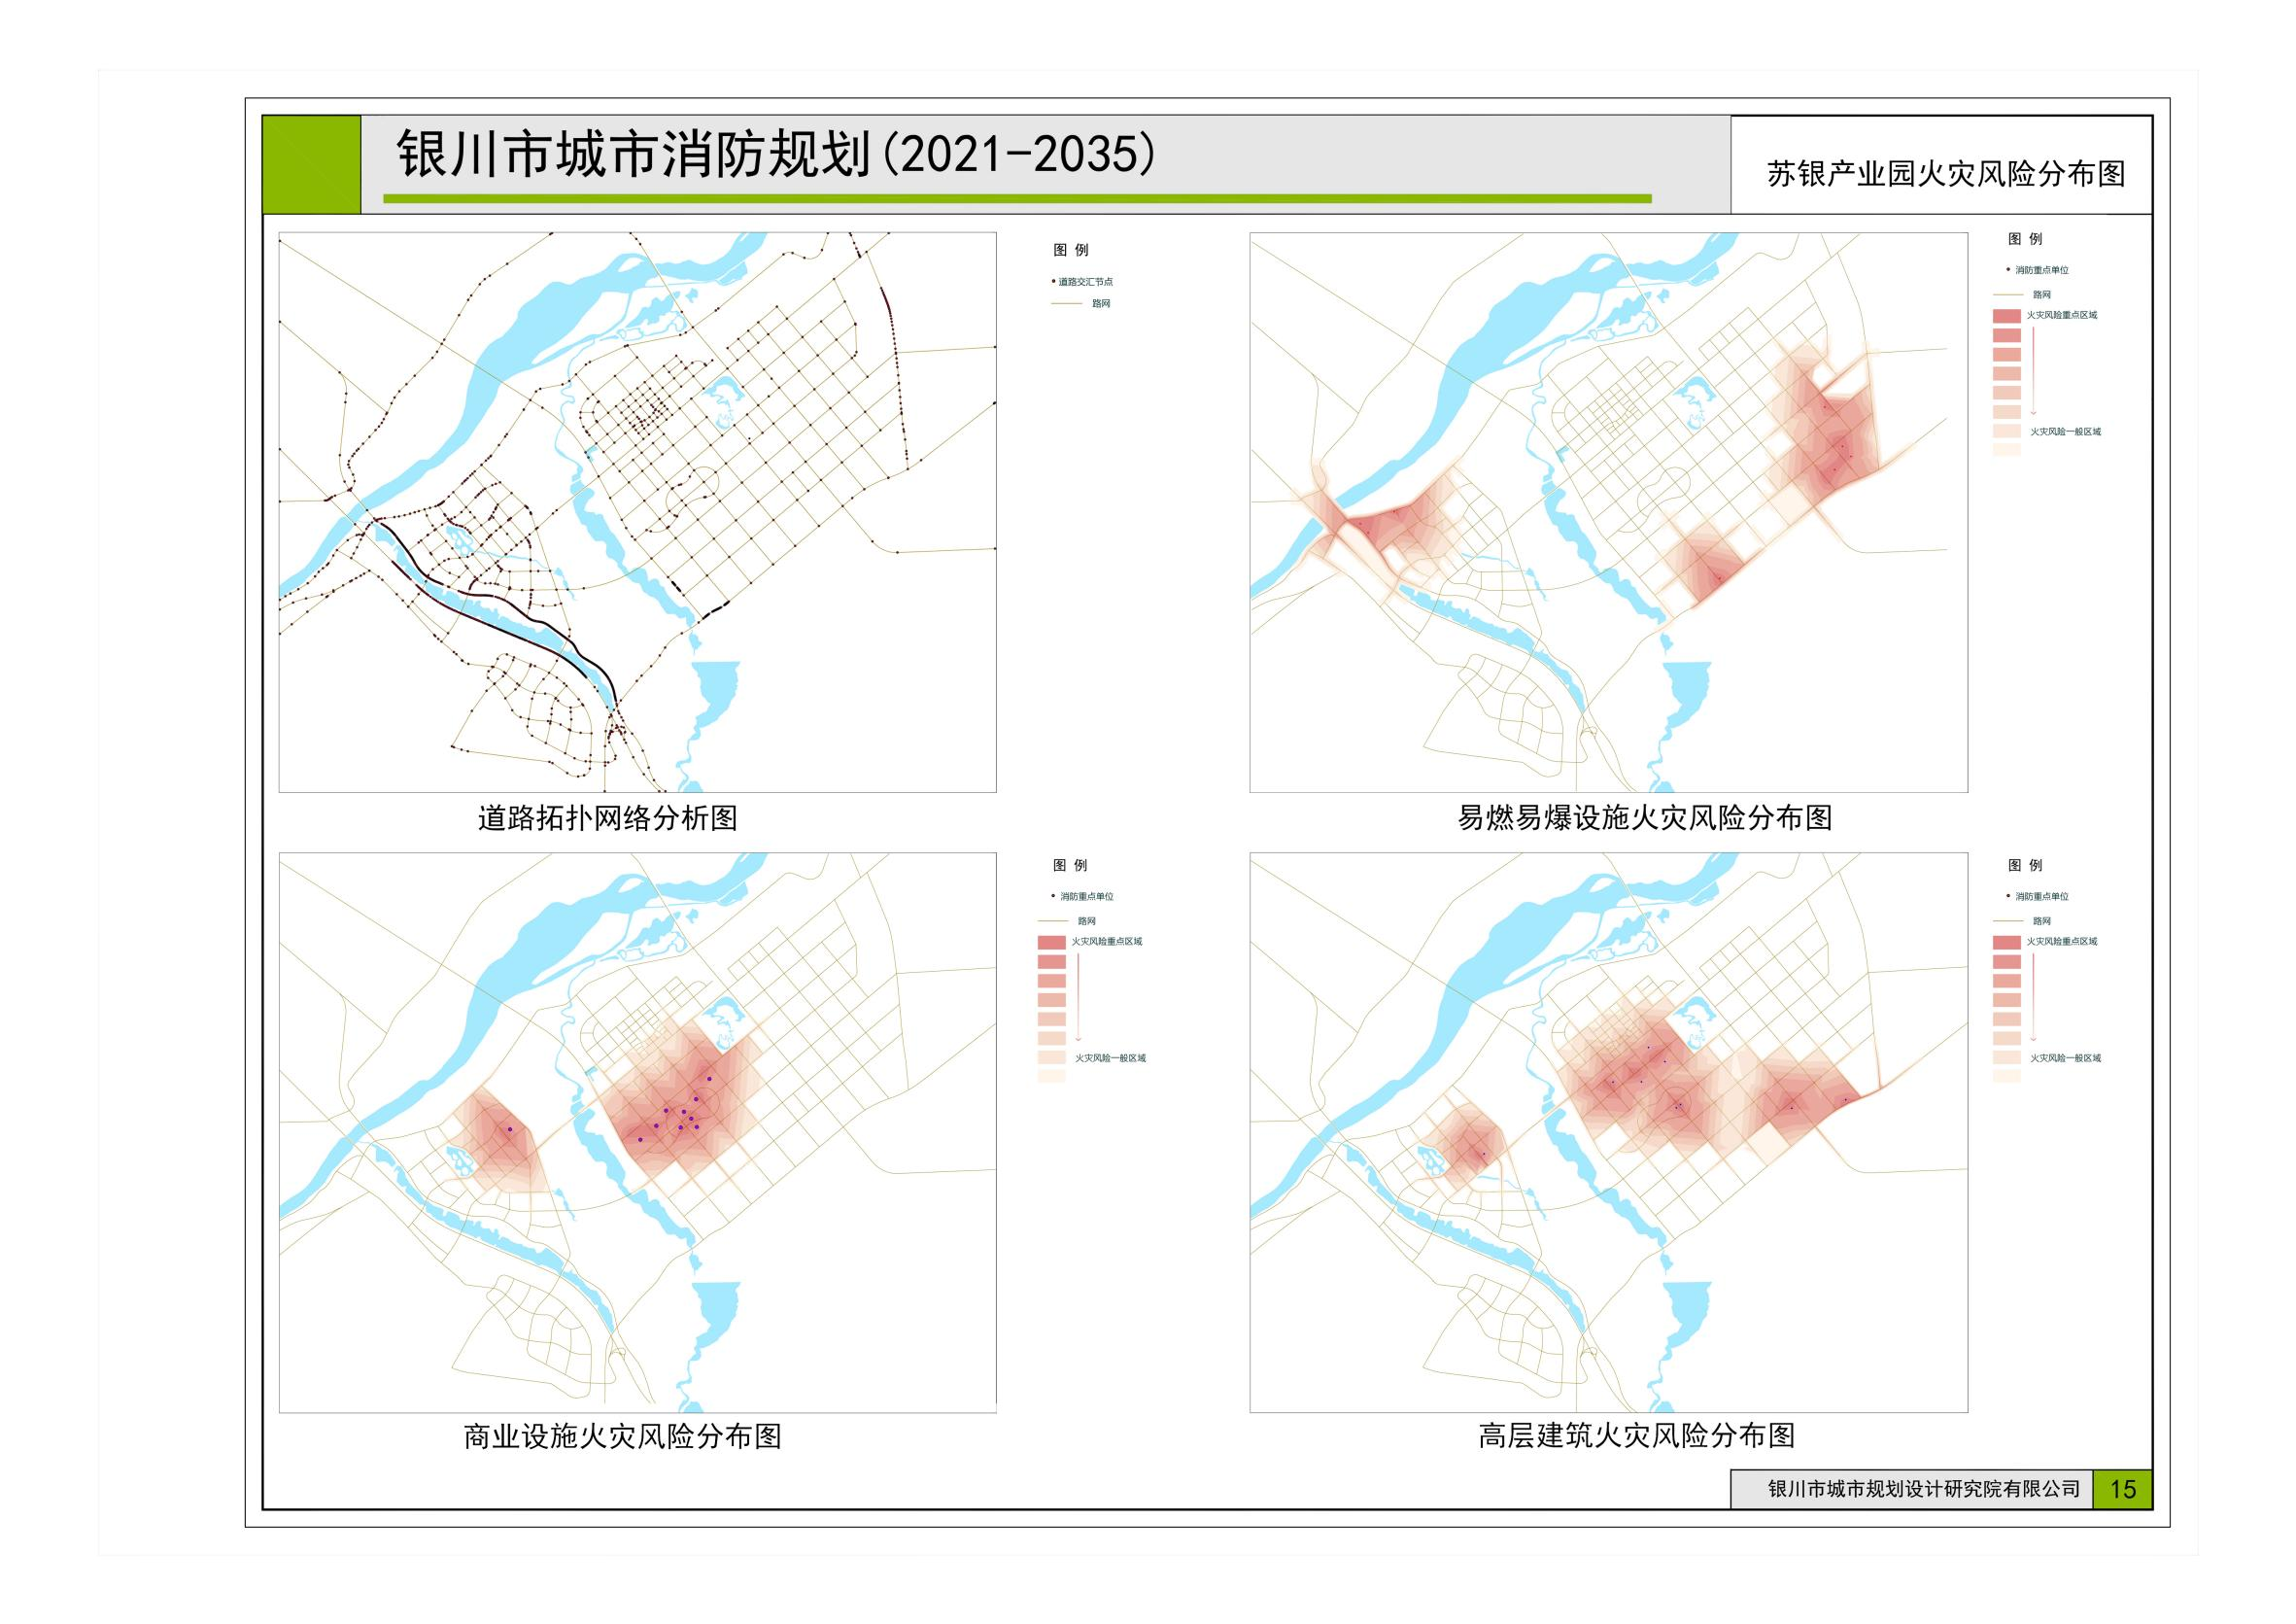 银川市城市消防规划(2021-2035)
苏银产业园火灾风险分布图
图 例
道路交汇节点
路网
道路拓扑网络分析图
图 例
消防重点单位
路网
火灾风险重点区域
火灾风险一般区域
易燃易爆设施火灾风险分布图
图 例
消防重点单位
路网
火灾风险重点区域
火灾风险一般区域
商业设施火灾风险分布图
图 例
消防重点单位
路网
火灾风险重点区域
火灾风险一般区域
高层建筑火灾风险分布图
银川市城市规划设计研究院有限公司
15